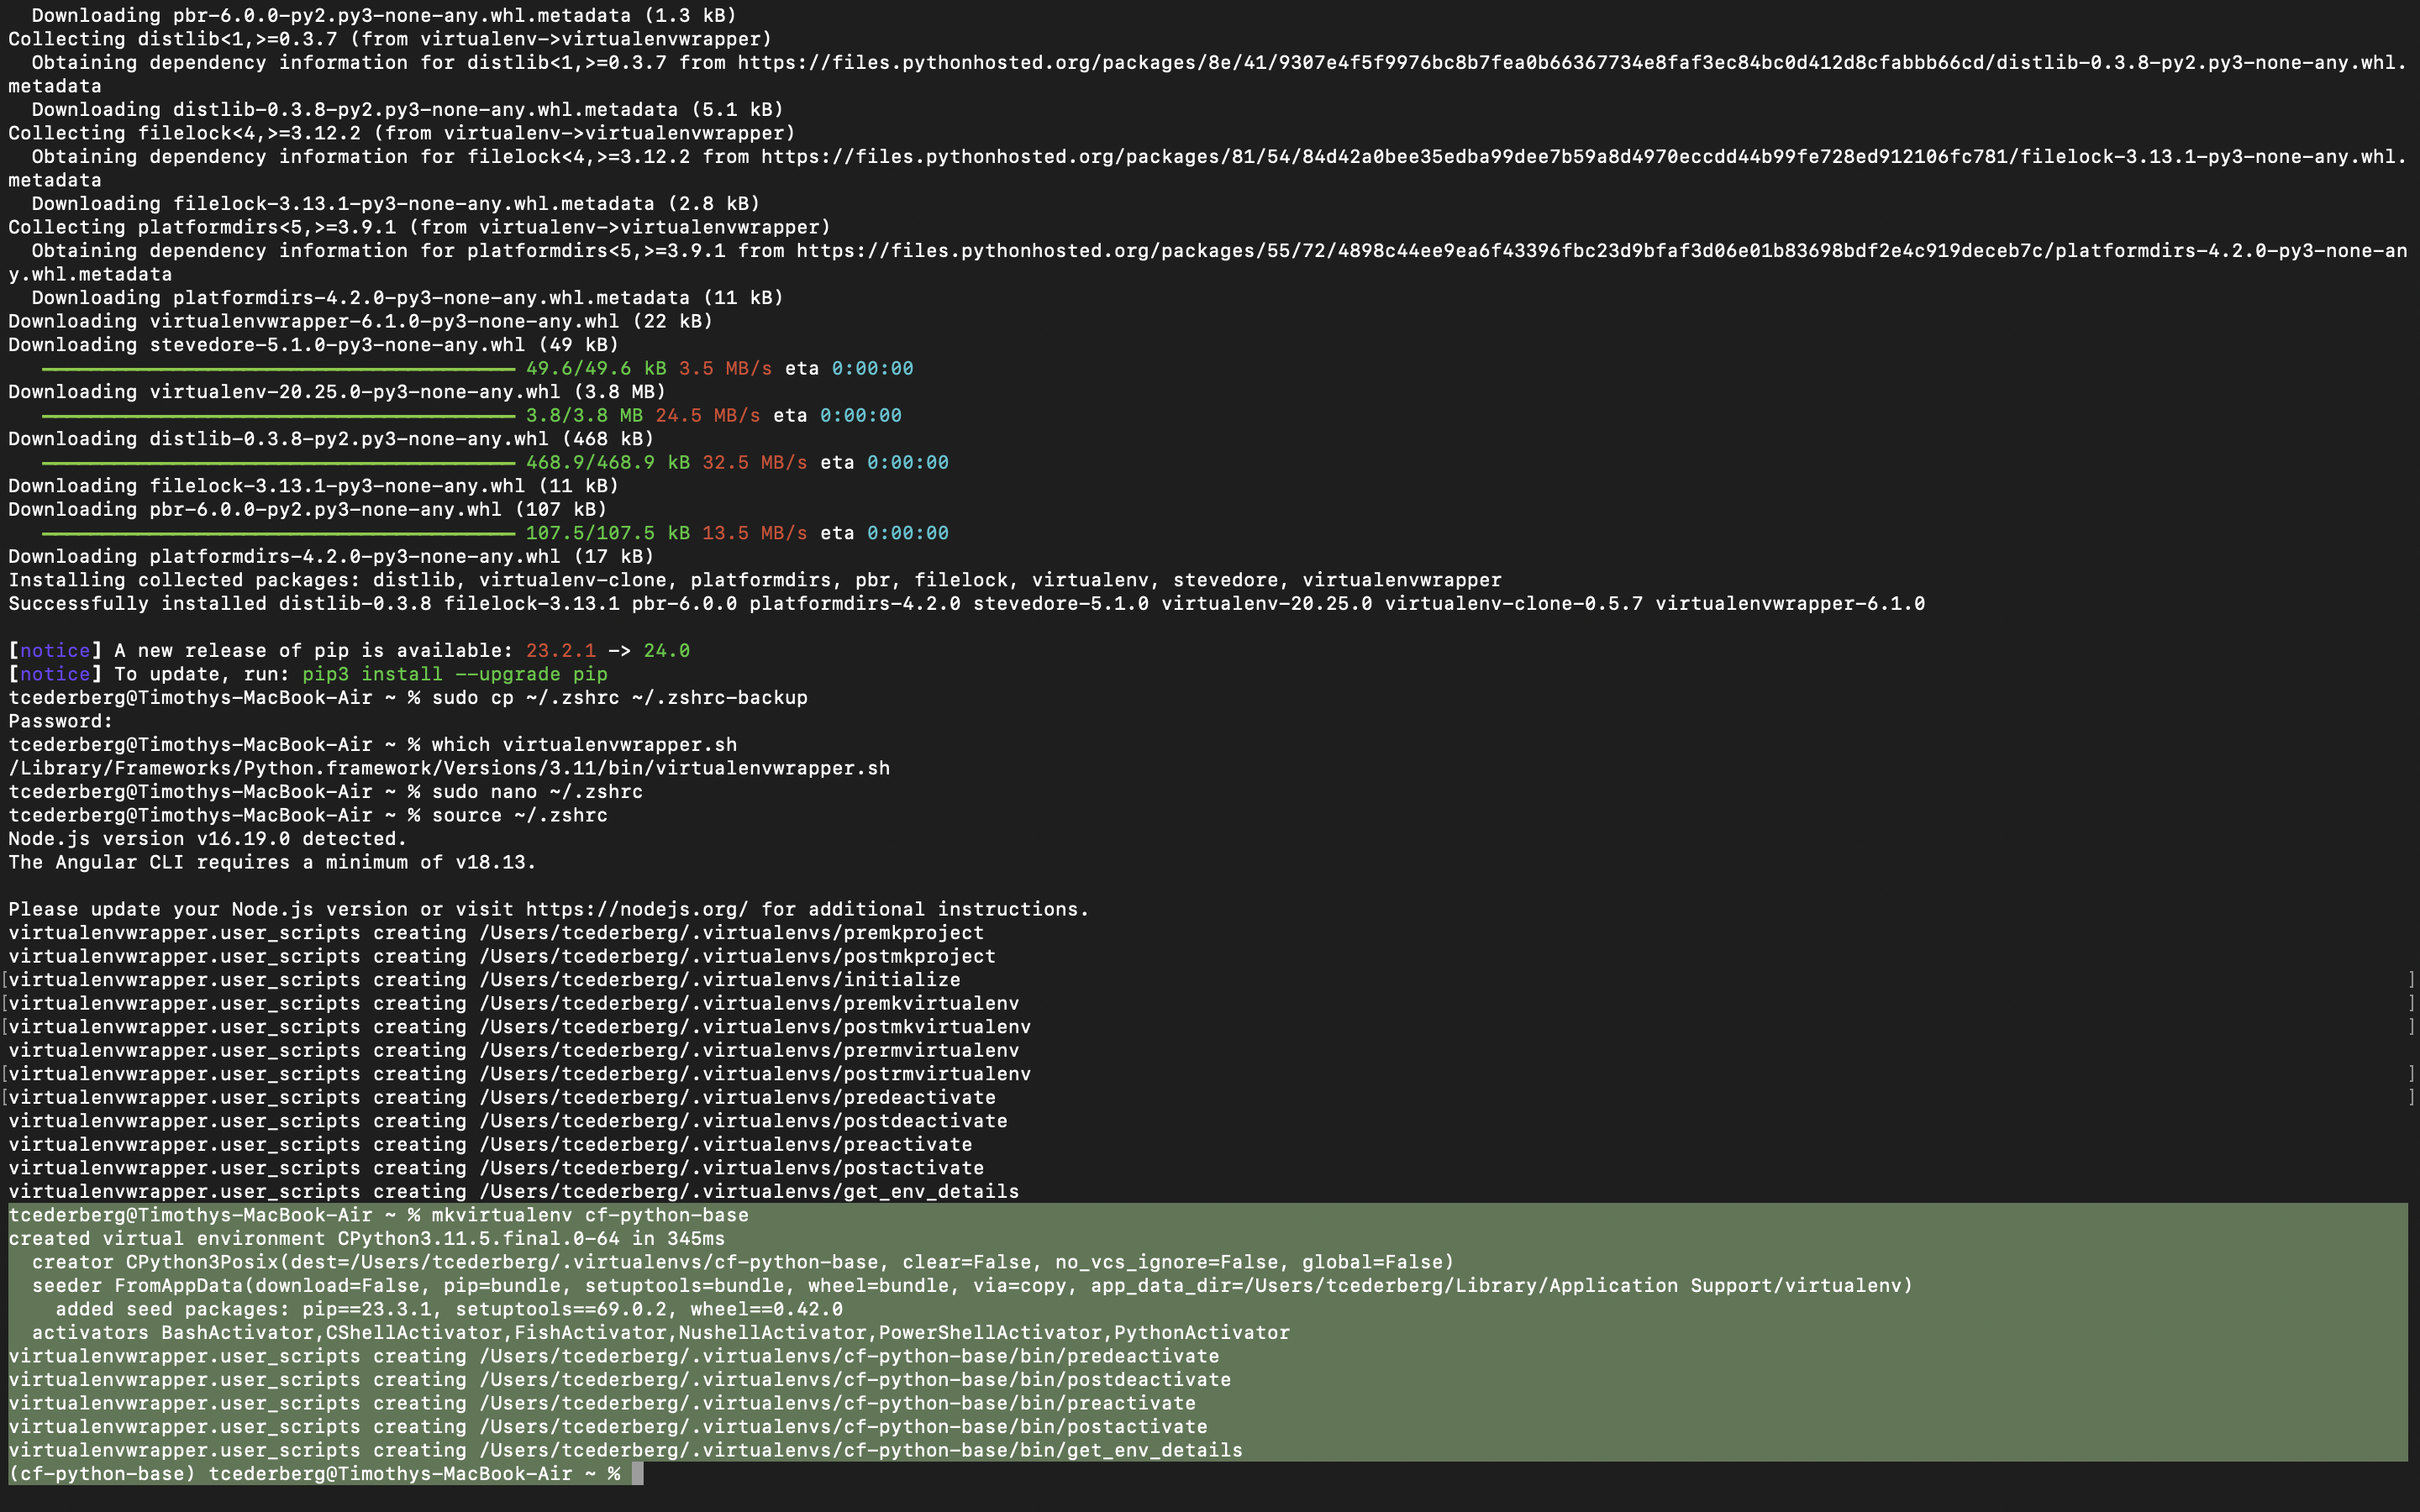 Downloading pbr-6.0.0-py2.py3-none-any.whl.metadata (1.3 kB)
Collecting distlib<1,>=0.3.7 (from virtualenv->virtualenvwrapper)
  Obtaining dependency information for distlib<1,>=0.3.7 from https://files.pythonhosted.org/packages/8e/41/9307e4f5f9976bc8b7fea0b66367734e8faf3ec84bc0d412d8cfabbb66cd/distlib-0.3.8-py2.py3-none-any.whl.
metadata
  Downloading distlib-0.3.8-py2.py3-none-any.whl.metadata (5.1 kB)
Collecting filelock<4,>=3.12.2 (from virtualenv->virtualenvwrapper)
  Obtaining dependency information for filelock<4,>=3.12.2 from https://files.pythonhosted.org/packages/81/54/84d42a0bee35edba99dee7b59a8d4970eccdd44b99fe728ed912106fc781/filelock-3.13.1-py3-none-any.whl.
metadata
  Downloading filelock-3.13.1-py3-none-any.whl.metadata (2.8 kB)
Collecting platformdirs<5,>=3.9.1 (from virtualenv->virtualenvwrapper)
  Obtaining dependency information for platformdirs<5,>=3.9.1 from https://files.pythonhosted.org/packages/55/72/4898c44ee9ea6f43396fbc23d9bfaf3d06e01b83698bdf2e4c919deceb7c/platformdirs-4.2.0-py3-none-an
y.whl.metadata
  Downloading platformdirs-4.2.0-py3-none-any.whl.metadata (11 kB)
Downloading virtualenvwrapper-6.1.0-py3-none-any.whl (22 kB)
Downloading stevedore-5.1.0-py3-none-any.whl (49 kB)
49.6/49.6 kB 3.5 MB/s eta 0:00:00
Downloading virtualenv-20.25.0-py3-none-any.whl (3.8 MB)
3.8/3.8 MB 24.5 MB/s eta 0:00:00
Downloading distlib-0.3.8-py2.py3-none-any.whl (468 kB)
468.9/468.9 kB 32.5 MB/s eta 0:00:00
Downloading filelock-3.13.1-py3-none-any.whl (11 kB)
Downloading pbr-6.0.0-py2.py3-none-any.whl (107 kB)
107.5/107.5 kB 13.5 MB/s eta 0:00:00
Downloading platformdirs-4.2.0-py3-none-any.whl (17 kB)
Installing collected packages: distlib, virtualenv-clone, platformdirs, pbr, filelock, virtualenv, stevedore, virtualenvwrapper
Successfully installed distlib-0.3.8 filelock-3.13.1 pbr-6.0.0 platformdirs-4.2.0 stevedore-5.1.0 virtualenv-20.25.0 virtualenv-clone-0.5.7 virtualenvwrapper-6.1.0

[notice] A new release of pip is available: 23.2.1 -> 24.0
[notice] To update, run: pip3 install --upgrade pip
tcederberg@Timothys-MacBook-Air ~ % sudo cp ~/.zshrc ~/.zshrc-backup
Password:
tcederberg@Timothys-MacBook-Air ~ % which virtualenvwrapper.sh
/Library/Frameworks/Python.framework/Versions/3.11/bin/virtualenvwrapper.sh
tcederberg@Timothys-MacBook-Air ~ % sudo nano ~/.zshrc
tcederberg@Timothys-MacBook-Air ~ % source ~/.zshrc
Node.js version v16.19.0 detected.
The Angular CLI requires a minimum of v18.13.

Please update your Node.js version or visit https://nodejs.org/ for additional instructions.
virtualenvwrapper.user_scripts creating /Users/tcederberg/.virtualenvs/premkproject
virtualenvwrapper.user_scripts creating /Users/tcederberg/.virtualenvs/postmkproject
[virtualenvwrapper.user_scripts creating /Users/tcederberg/.virtualenvs/initialize ]
[virtualenvwrapper.user_scripts creating /Users/tcederberg/.virtualenvs/premkvirtualenv ]
[virtualenvwrapper.user_scripts creating /Users/tcederberg/.virtualenvs/postmkvirtualenv ]
virtualenvwrapper.user_scripts creating /Users/tcederberg/.virtualenvs/prermvirtualenv
[virtualenvwrapper.user_scripts creating /Users/tcederberg/.virtualenvs/postrmvirtualenv ]
[virtualenvwrapper.user_scripts creating /Users/tcederberg/.virtualenvs/predeactivate ]
virtualenvwrapper.user_scripts creating /Users/tcederberg/.virtualenvs/postdeactivate
virtualenvwrapper.user_scripts creating /Users/tcederberg/.virtualenvs/preactivate
virtualenvwrapper.user_scripts creating /Users/tcederberg/.virtualenvs/postactivate
virtualenvwrapper.user_scripts creating /Users/tcederberg/.virtualenvs/get_env_details
tcederberg@Timothys-MacBook-Air ~ % mkvirtualenv cf-python-base
created virtual environment CPython3.11.5.final.0-64 in 345ms
  creator CPython3Posix(dest=/Users/tcederberg/.virtualenvs/cf-python-base, clear=False, no_vcs_ignore=False, global=False)
  seeder FromAppData(download=False, pip=bundle, setuptools=bundle, wheel=bundle, via=copy, app_data_dir=/Users/tcederberg/Library/Application Support/virtualenv)
    added seed packages: pip==23.3.1, setuptools==69.0.2, wheel==0.42.0
  activators BashActivator,CShellActivator,FishActivator,NushellActivator,PowerShellActivator,PythonActivator
virtualenvwrapper.user_scripts creating /Users/tcederberg/.virtualenvs/cf-python-base/bin/predeactivate
virtualenvwrapper.user_scripts creating /Users/tcederberg/.virtualenvs/cf-python-base/bin/postdeactivate
virtualenvwrapper.user_scripts creating /Users/tcederberg/.virtualenvs/cf-python-base/bin/preactivate
virtualenvwrapper.user_scripts creating /Users/tcederberg/.virtualenvs/cf-python-base/bin/postactivate
virtualenvwrapper.user_scripts creating /Users/tcederberg/.virtualenvs/cf-python-base/bin/get_env_details
(cf-python-base) tcederberg@Timothys-MacBook-Air ~ %